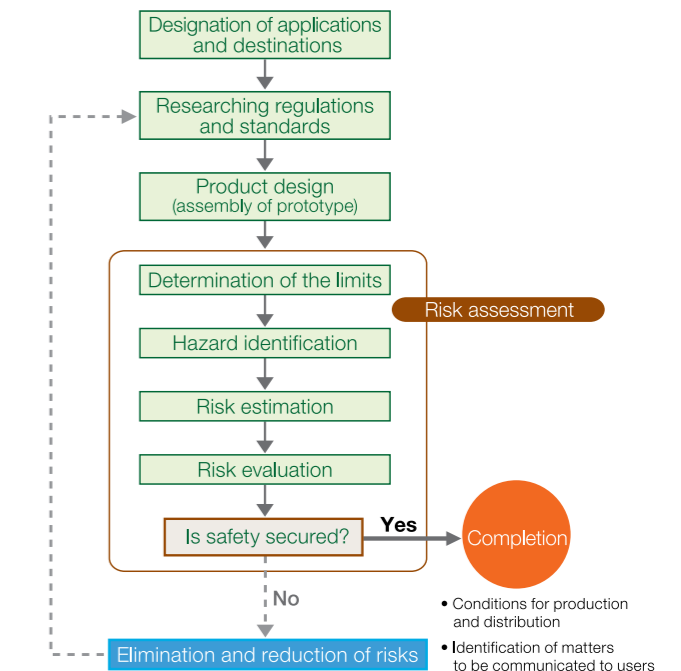 Designation of applications
and destinations
Researching regulations
and standards
Product design
(assembly of prototype)
Determination of the limits
Risk assessment
Hazard identification
Risk estimation
Risk evaluation
Is safety secured?
Yes
Completion
No
• Conditions for production
and distribution
• Identification of matters
to be communicated to users
Elimination and reduction of risks